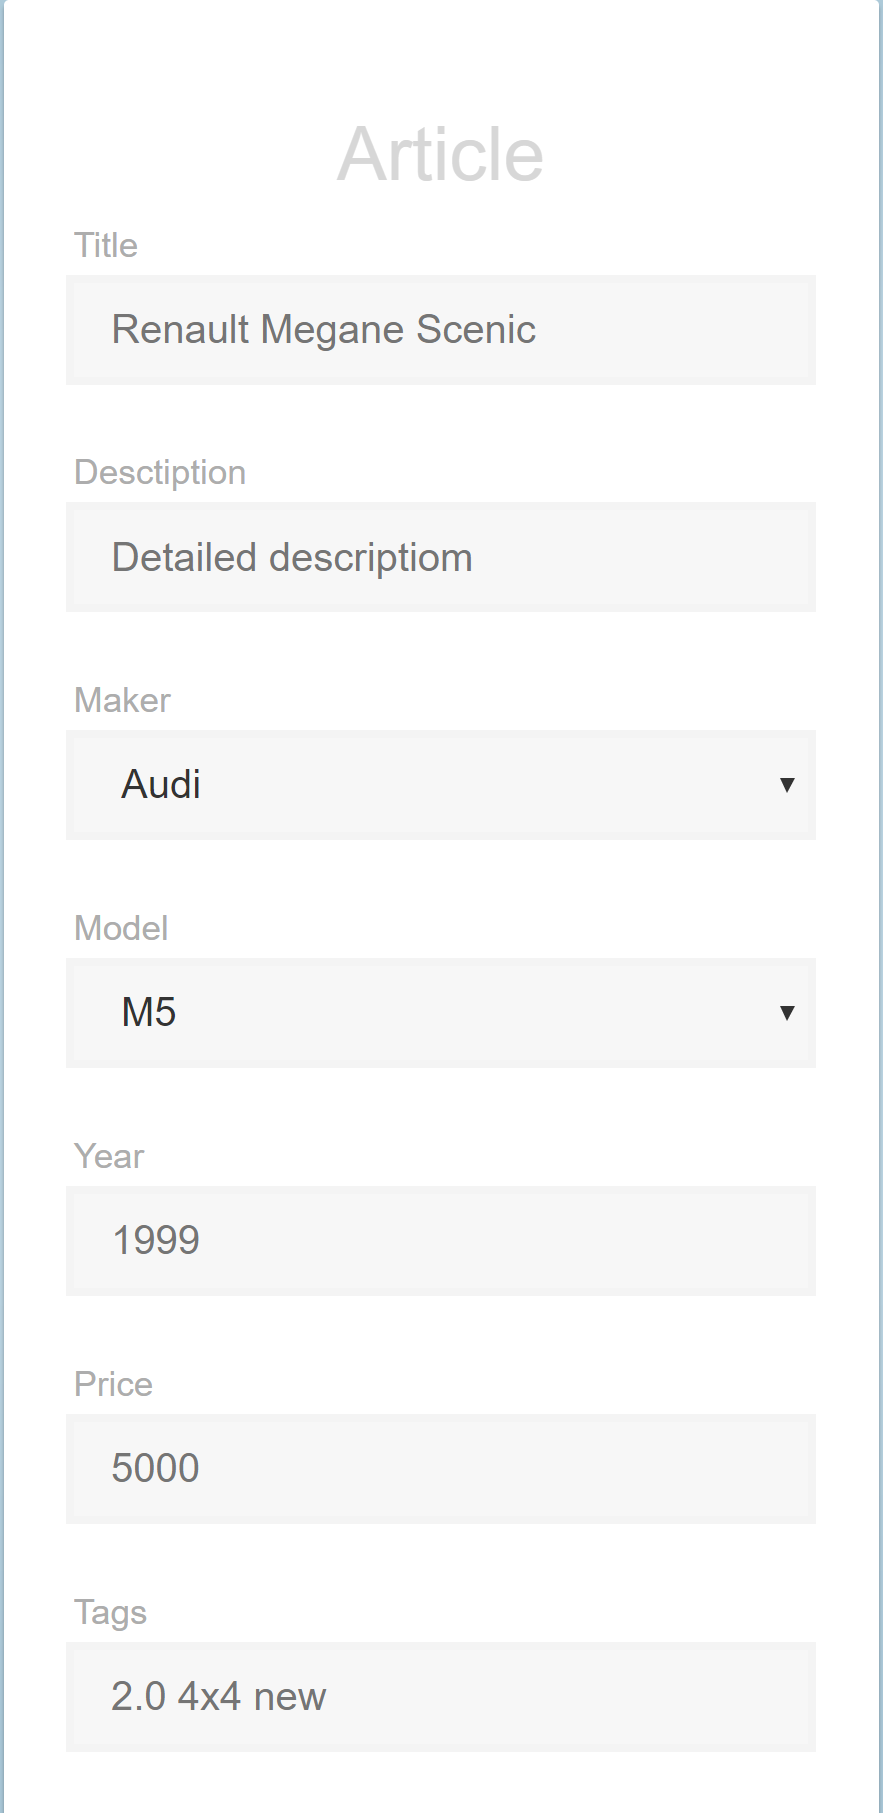 Article
Title
Renault Megane Scenic
Desctiption
Detailed descriptiom
Maker
Audi
Model
M5
Year
1999
Price
5000
Tags
2.0 4x4 new